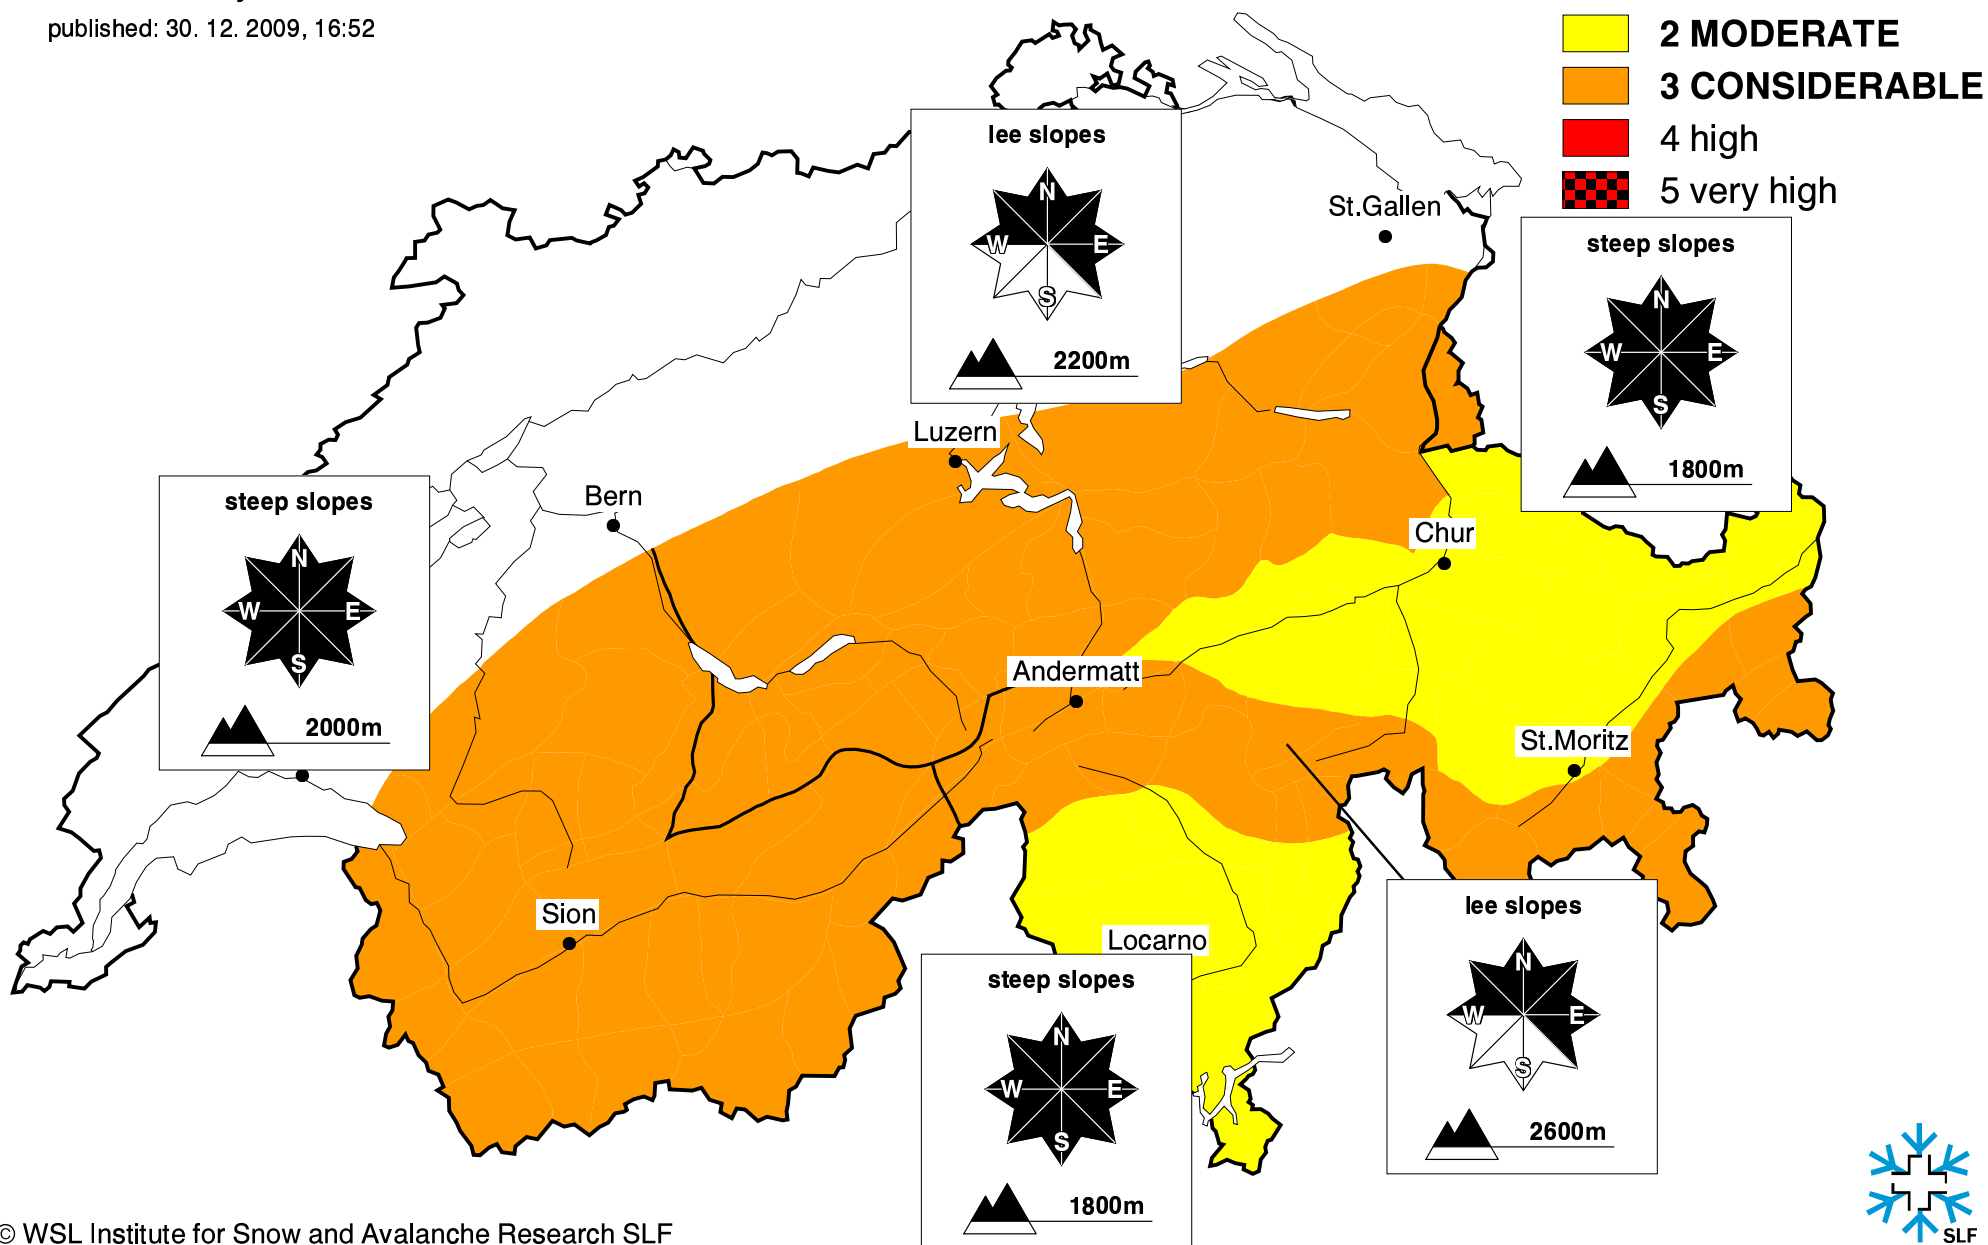 published: 30. 12. 2009, 16:52
2 MODERATE
3 CONSIDERABLE
4 high
5 very high
lee slopes
N
W E
S
2200m
St.Gallen
steep slopes
N
W E
S
1800m
Luzern
Bern
steep slopes
N
W E
S
2000m
Chur
Andermatt
St.Moritz
Sion
Locarno
lee slopes
N
W E
S
2600m
steep slopes
N
W E
S
1800m
© WSL Institute for Snow and Avalanche Research SLF
SLF